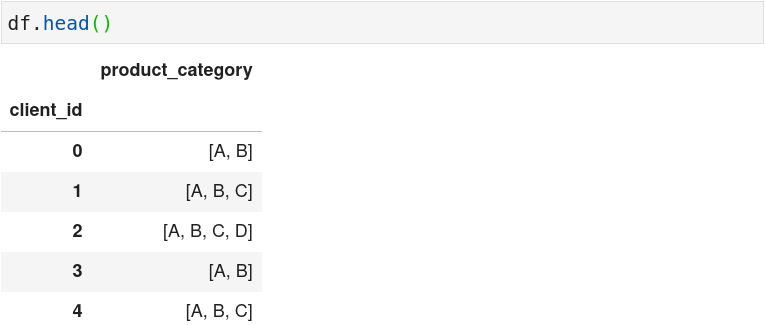 df.head()
product_category
client_id
0 [A, B]
1 [A, B, C]
2 [A, B, C, D]
3 [A, B]
4 [A, B, C]